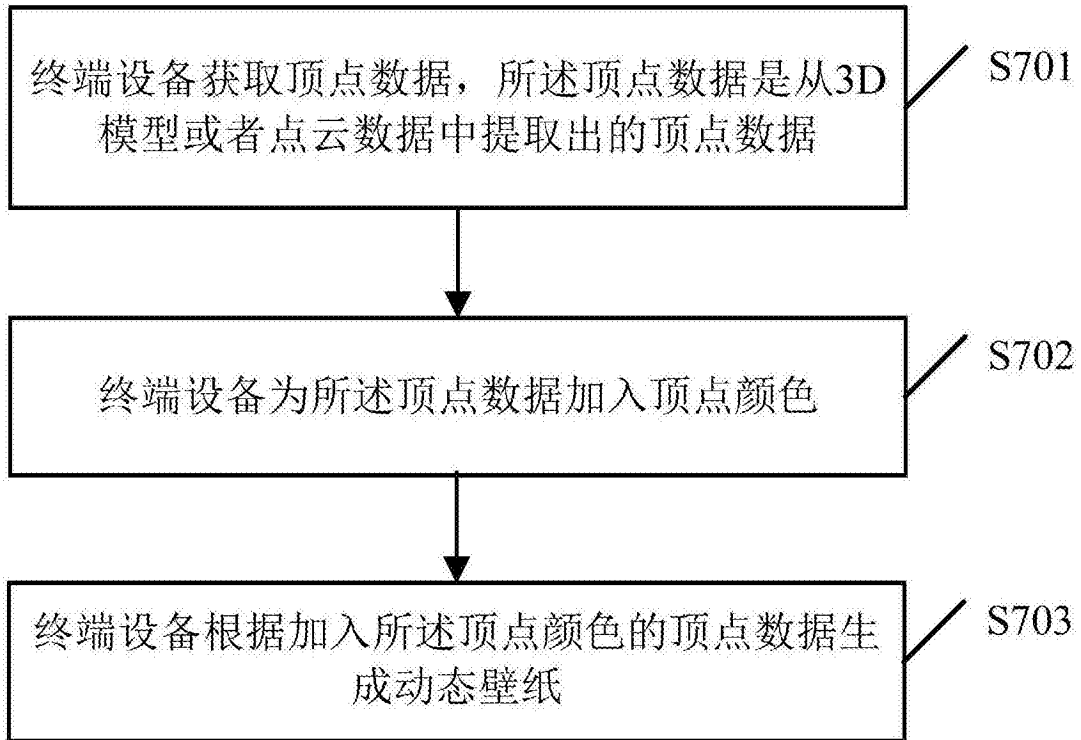 终端设备获取顶点数据，所述顶点数据是从3D
模型或者点云数据中提取出的顶点数据
S701
终端设备为所述顶点数据加入顶点颜色
S702
终端设备根据加入所述顶点颜色的顶点数据生
成动态壁纸
S703